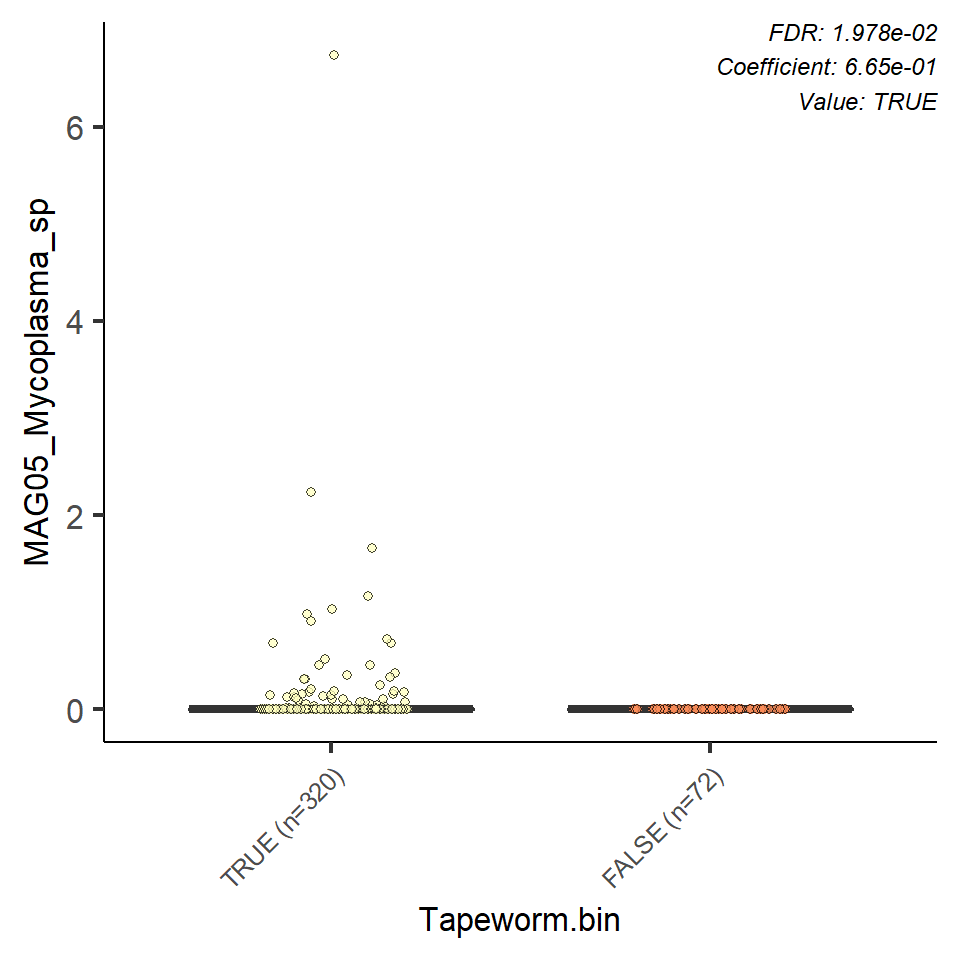 FDR: 1.978e-02
Coefficient: 6.65e-01
Value: TRUE
MAG05_Mycoplasma_sp
6
4
2
0
TRUE (n=320)
FALSE (n=72)
Tapeworm.bin